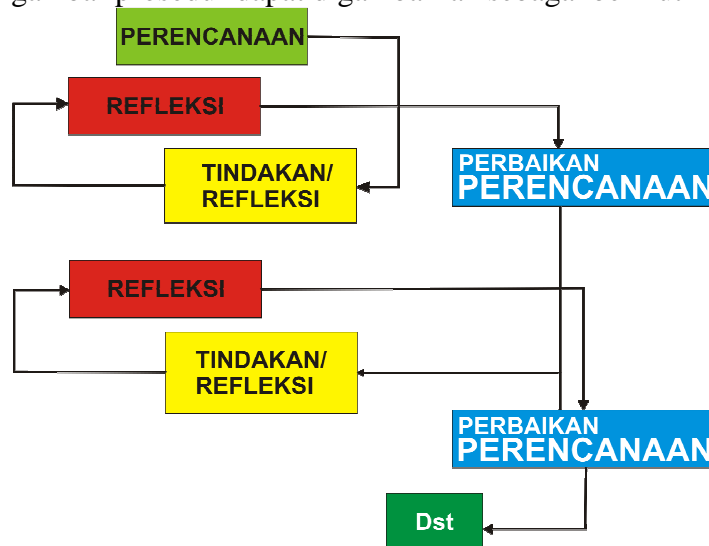 PERENCANAAN
REFLEKSI
TINDAKAN/
REFLEKSI
PERBAIKAN
PERENCANAAN
REFLEKSI
TINDAKAN/
REFLEKSI
PERBAIKAN
PERENCANAAN
Dst